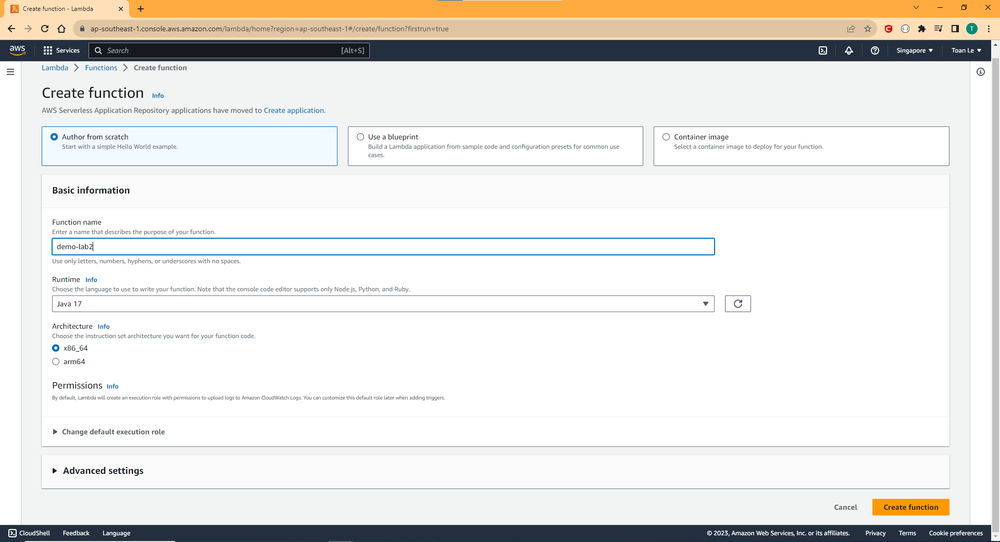 Create function - Lambda
ap-southeast-1.console.aws.amazon.com/lambda/home?region=ap-southeast-1#/create/function?firstrun=true
T
aws
Services
Search
[Alt+S]
Singapore
Toan Le
Lambda
Functions
Create function
Create function
Info
AWS Serverless Application Repository applications have moved to Create application.
Author from scratch
Start with a simple Hello World example.
Use a blueprint
Build a Lambda application from sample code and configuration presets for common use
cases.
Container image
Select a container image to deploy for your function.
Basic information
Function name
Enter a name that describes the purpose of your function.
demo-lab2
Use only letters, numbers, hyphens, or underscores with no spaces.
Runtime Info
Choose the language to use to write your function. Note that the console code editor supports only Node.js, Python, and Ruby.
Java 17
Architecture Info
Choose the instruction set architecture you want for your function code.
x86_64
arm64
Permissions Info
By default, Lambda will create an execution role with permissions to upload logs to Amazon CloudWatch Logs. You can customize this default role later when adding triggers.
Change default execution role
Advanced settings
Cancel
Create function
CloudShell
Feedback
Language
© 2023, Amazon Web Services, Inc. or its affiliates.
Privacy
Terms
Cookie preferences